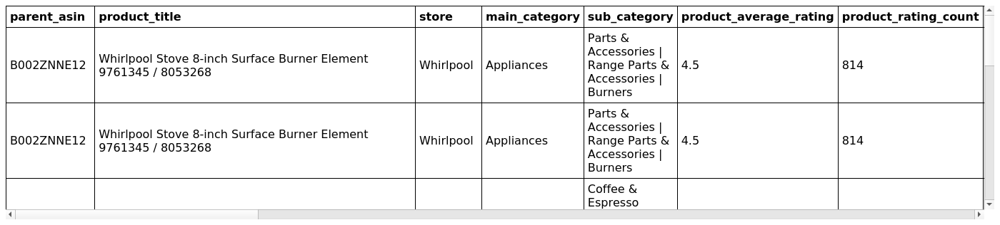 parent_asin product_title store main_category sub_category product_average_rating product_rating_count
B002ZNNE12 Whirlpool Stove 8-inch Surface Burner Element 9761345 / 8053268 Whirlpool Appliances Parts & Accessories | Range Parts & Accessories | Burners 4.5 814
B002ZNNE12 Whirlpool Stove 8-inch Surface Burner Element 9761345 / 8053268 Whirlpool Appliances Parts & Accessories | Range Parts & Accessories | Burners 4.5 814
Coffee &
Espresso